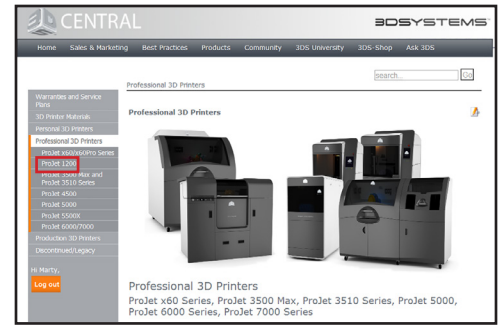 3D CENTRAL
3DSYSTEMS
Home Sales & Marketing Best Practices Products Community 3DS University 3DS-Shop Ask 3DS
search... Go
Professional 3D Printers
Warranties and Service
Plans
3D Printer Materials
Personal 3D Printers
Professional 3D Printers
ProJet x60/x60Pro Series
ProJet 1200
ProJet 3500 Max and
ProJet 3510 Series
ProJet 4500
ProJet 5000
ProJet 5500X
ProJet 6000/7000
Production 3D Printers
Discontinued/Legacy
Hi Marty,
Log out
Professional 3D Printers
Professional 3D Printers
ProJet x60 Series, ProJet 3500 Max, ProJet 3510 Series, ProJet 5000,
ProJet 6000 Series, ProJet 7000
Series